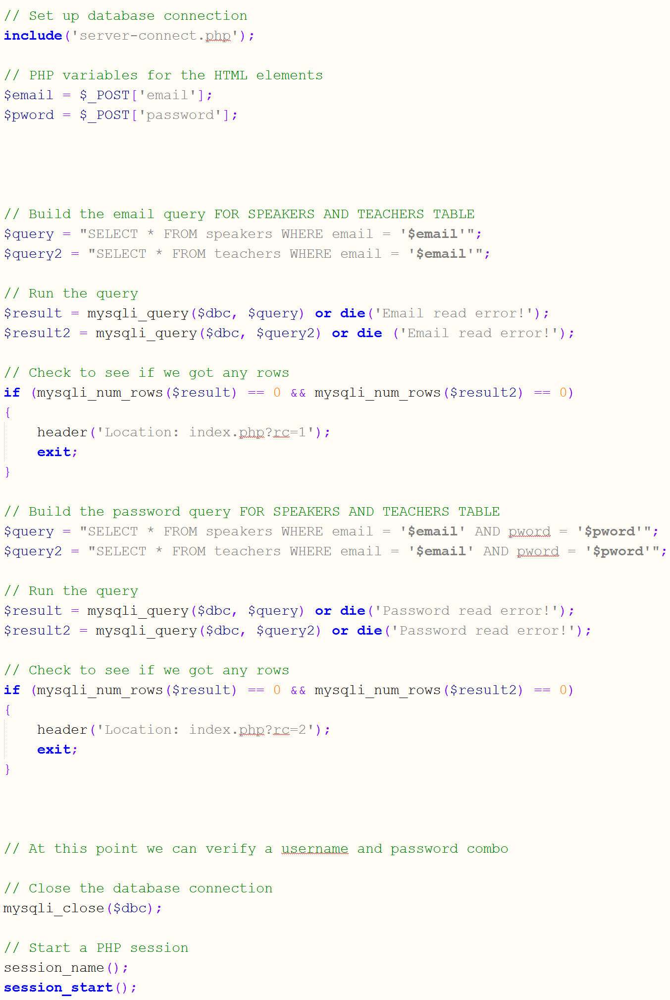 // Set up database connection
include('server-connect.php');
// PHP variables for the HTML elements
$email = $_POST['email'];
$pword = $_POST['password'];
// Build the email query FOR SPEAKERS AND TEACHERS TABLE
$query = "SELECT * FROM speakers WHERE email = '$email'";
$query2 = "SELECT * FROM teachers WHERE email = '$email'";
// Run the query
$result = mysqli_query($dbc, $query) or die('Email read error!');
$result2 = mysqli_query($dbc, $query2) or die ('Email read error!');
// Check to see if we got any rows
if (mysqli_num_rows($result) == 0 && mysqli_num_rows($result2) == 0)
{
    header('Location: index.php?rc=1');
    exit;
}
// Build the password query FOR SPEAKERS AND TEACHERS TABLE
$query = "SELECT * FROM speakers WHERE email = '$email' AND pword = '$pword'";
$query2 = "SELECT * FROM teachers WHERE email = '$email' AND pword = '$pword'";
// Run the query
$result = mysqli_query($dbc, $query) or die('Password read error!');
$result2 = mysqli_query($dbc, $query2) or die('Password read error!');
// Check to see if we got any rows
if (mysqli_num_rows($result) == 0 && mysqli_num_rows($result2) == 0)
{
    header('Location: index.php?rc=2');
    exit;
}
// At this point we can verify a username and password combo
// Close the database connection
mysqli_close($dbc);
// Start a PHP session
session_name();
session_start();